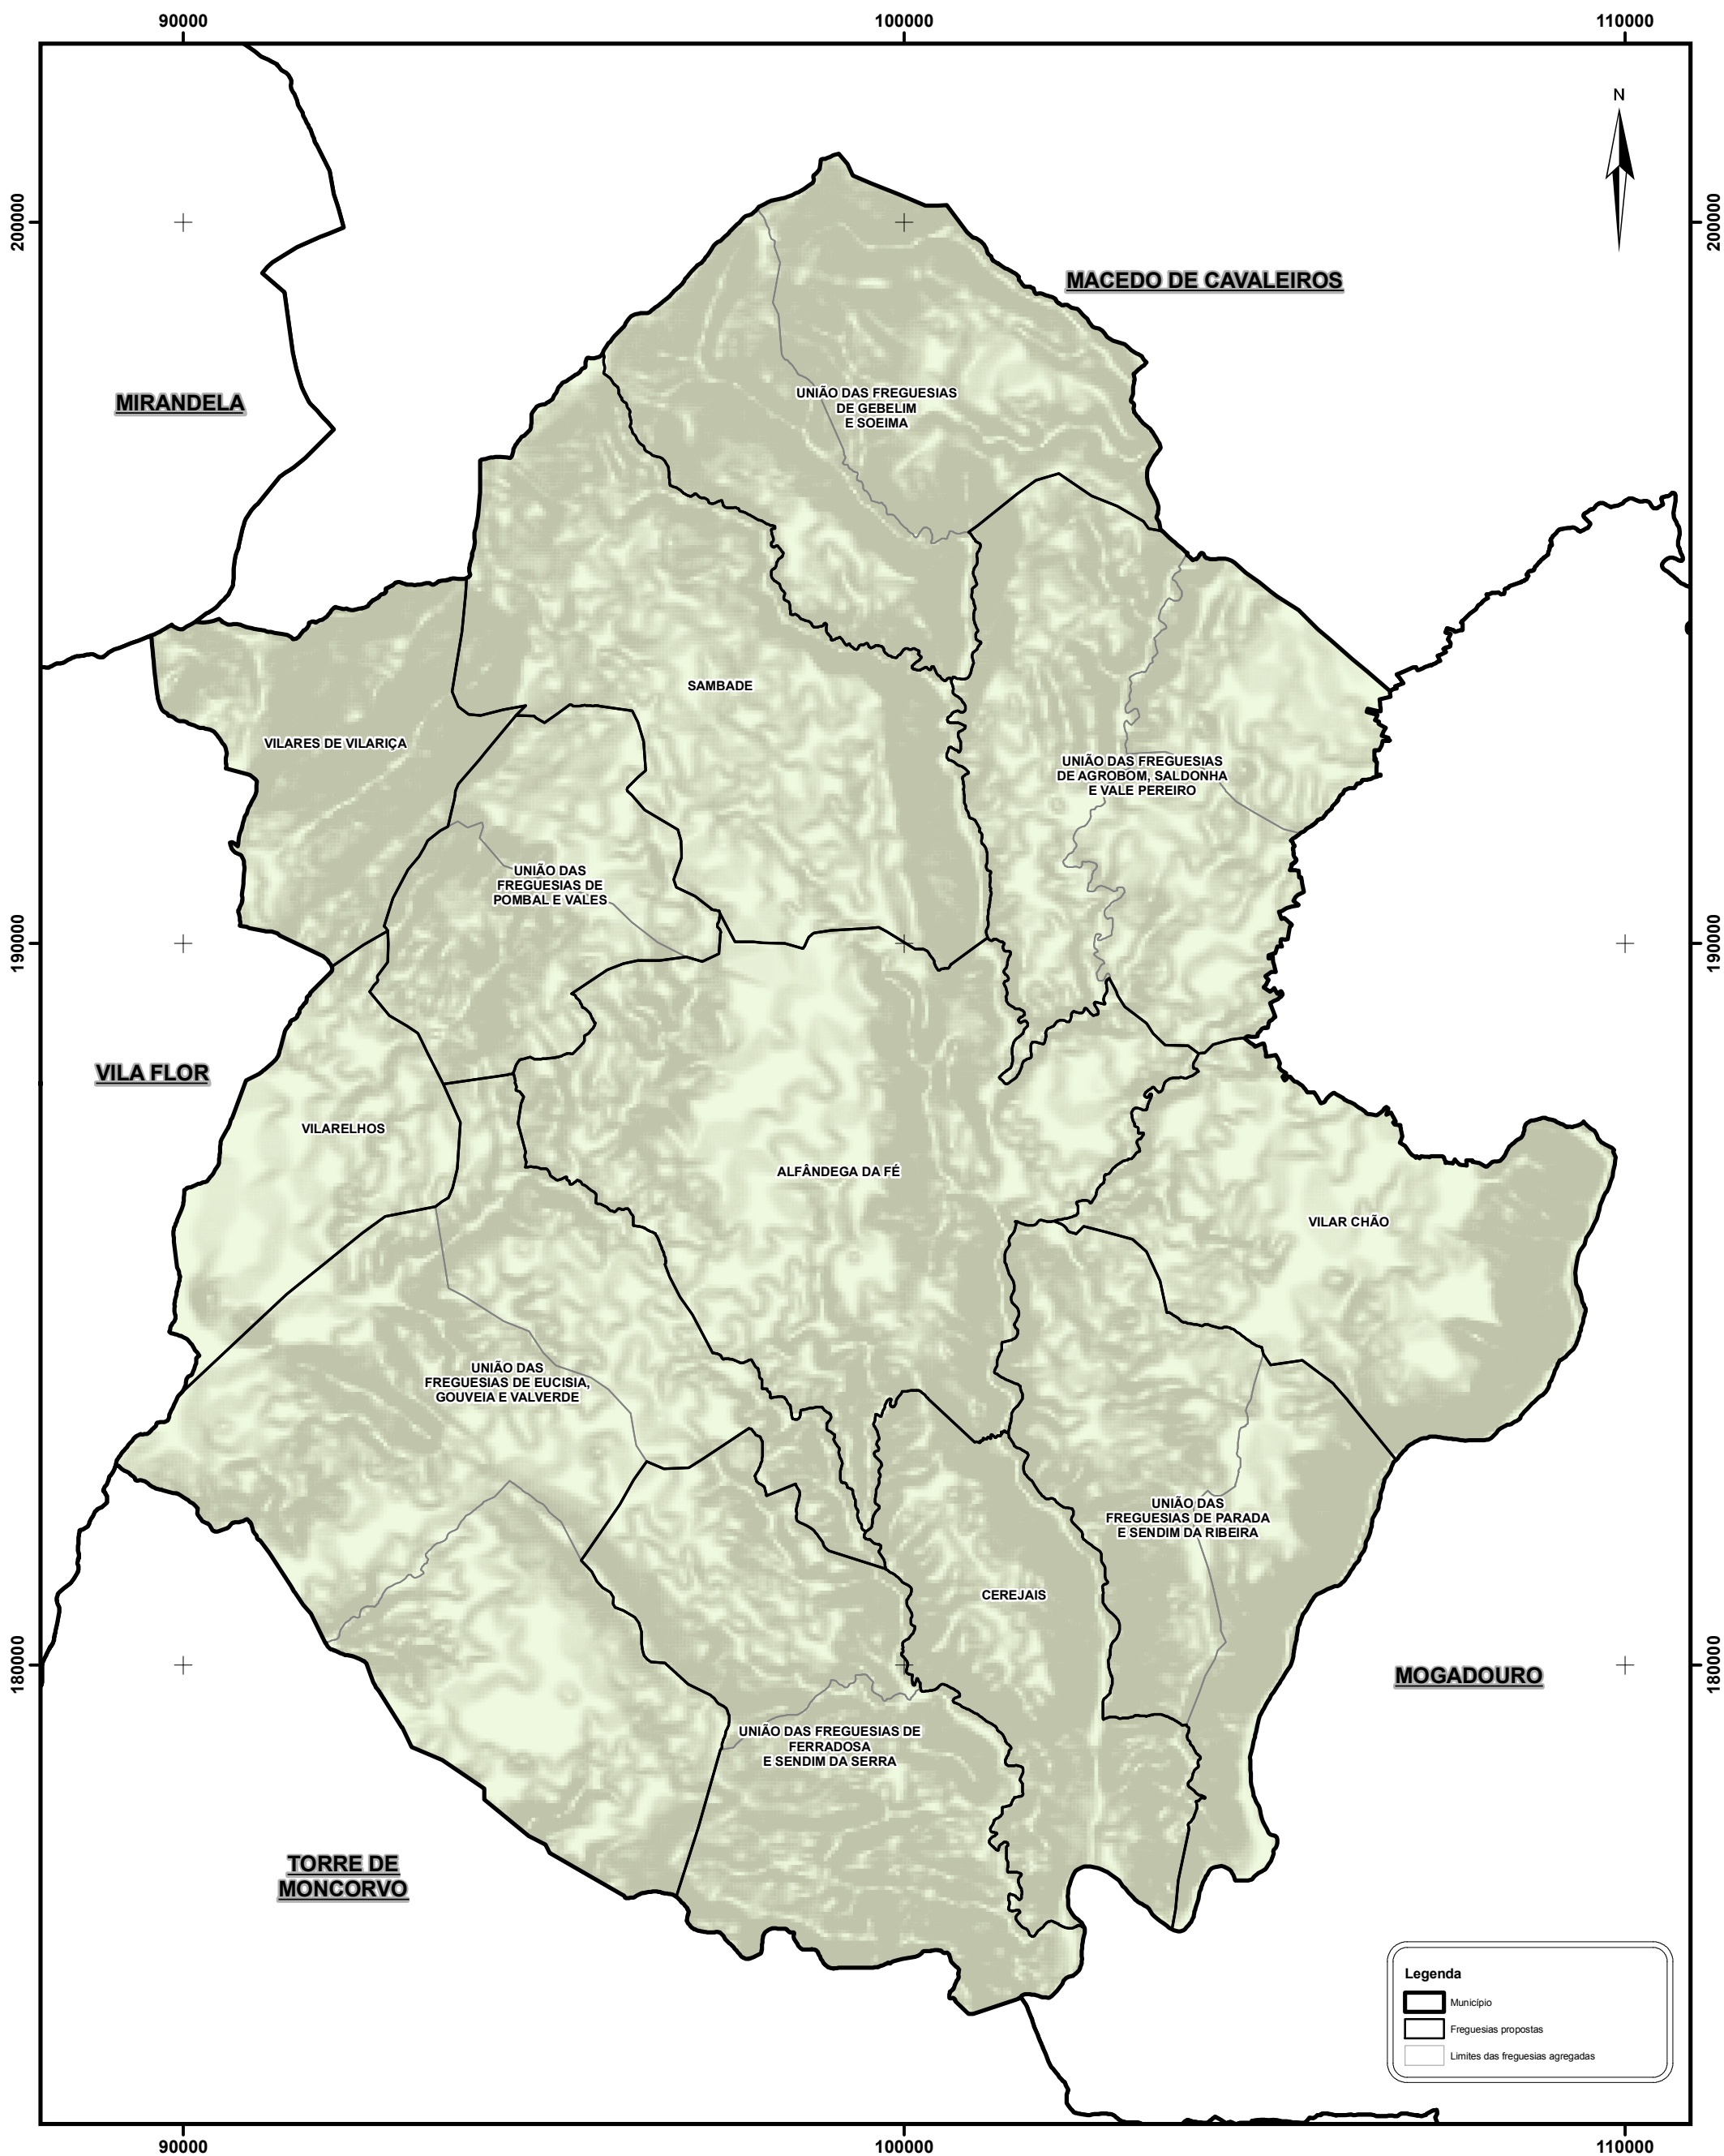 90000
100000
110000
N
200000
200000
MACEDO DE CAVALEIROS
MIRANDELA
UNIÃO DAS FREGUESIAS
DE GEBELIM
E SOEIMA
SAMBADE
VILARES DE VILARIÇA
UNIÃO DAS FREGUESIAS
DE AGROBOM, SALDONHA
E VALE PEREIRO
UNIÃO DAS
FREGUESIAS DE
POMBAL E VALES
190000
190000
VILA FLOR
VILARELHOS
ALFÂNDEGA DA FÉ
VILAR CHÃO
UNIÃO DAS
FREGUESIAS DE EUCISIA,
GOUVEIA E VALVERDE
UNIÃO DAS
FREGUESIAS DE PARADA
E SENDIM DA RIBEIRA
CEREJAIS
180000
180000
MOGADOURO
UNIÃO DAS FREGUESIAS DE
FERRADOSA
E SENDIM DA SERRA
TORRE DE
MONCORVO
Legenda
Município
Freguesias propostas
Limites das freguesias agregadas
90000
100000
110000